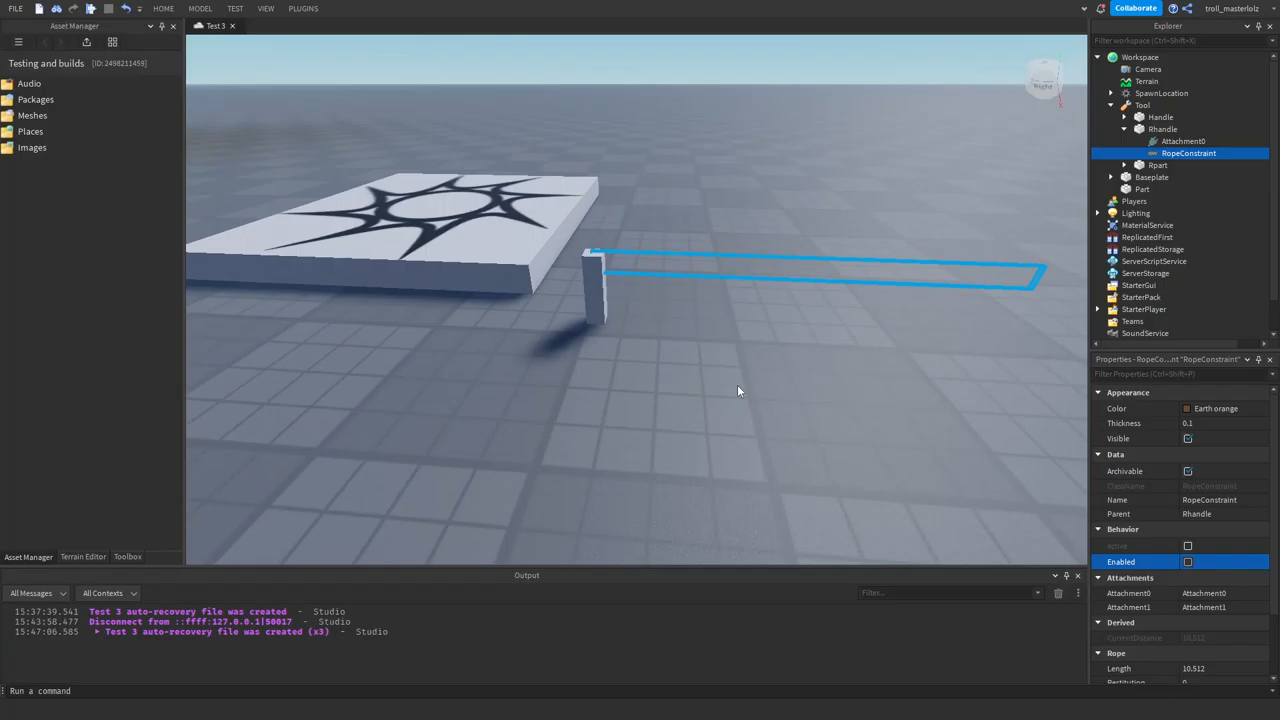 FILE
HOME
MODEL
TEST
VIEW
PLUGINS
Collaborate
troll_masterlolz
Asset Manager
Test 3
Testing and builds [ID: 2498211459]
Audio
Packages
Meshes
Places
Images
Right
Explorer
Filter workspace (Ctrl+Shift+X)
Workspace
Camera
Terrain
SpawnLocation
Tool
Handle
Rhandle
Attachment0
RopeConstraint
Rpart
Baseplate
Part
Players
Lighting
MaterialService
ReplicatedFirst
ReplicatedStorage
ServerScriptService
ServerStorage
StarterGui
StarterPack
StarterPlayer
Teams
SoundService
Properties - RopeCo...nt "RopeConstraint"
Filter Properties (Ctrl+Shift+P)
Appearance
Color Earth orange
Thickness 0.1
Visible
Data
Archivable
ClassName RopeConstraint
Name RopeConstraint
Parent Rhandle
Behavior
Active
Enabled
Attachments
Attachment0 Attachment0
Attachment1 Attachment1
Derived
CurrentDistance 10.512
Rope
Length 10.512
Restitution 0
Asset Manager Terrain Editor Toolbox
Output
All Messages All Contexts Filter...
15:37:39.541 Test 3 auto-recovery file was created - Studio
15:43:58.477 Disconnect from ::ffff:127.0.0.1|50017
15:47:06.585 Test 3 auto-recovery file was created (x3) - Studio
Run a command